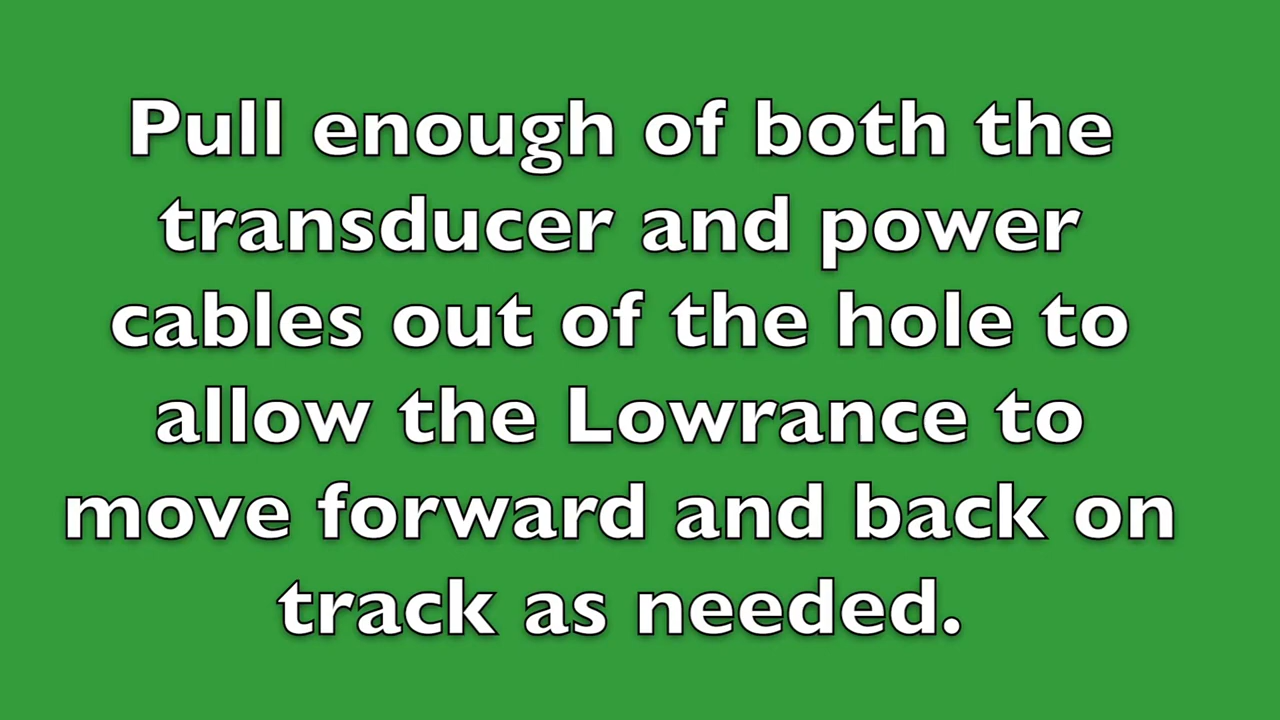 Pull enough of both the
transducer and power
cables out of the hole to
allow the Lowrance to
move forward and back on
track as needed.